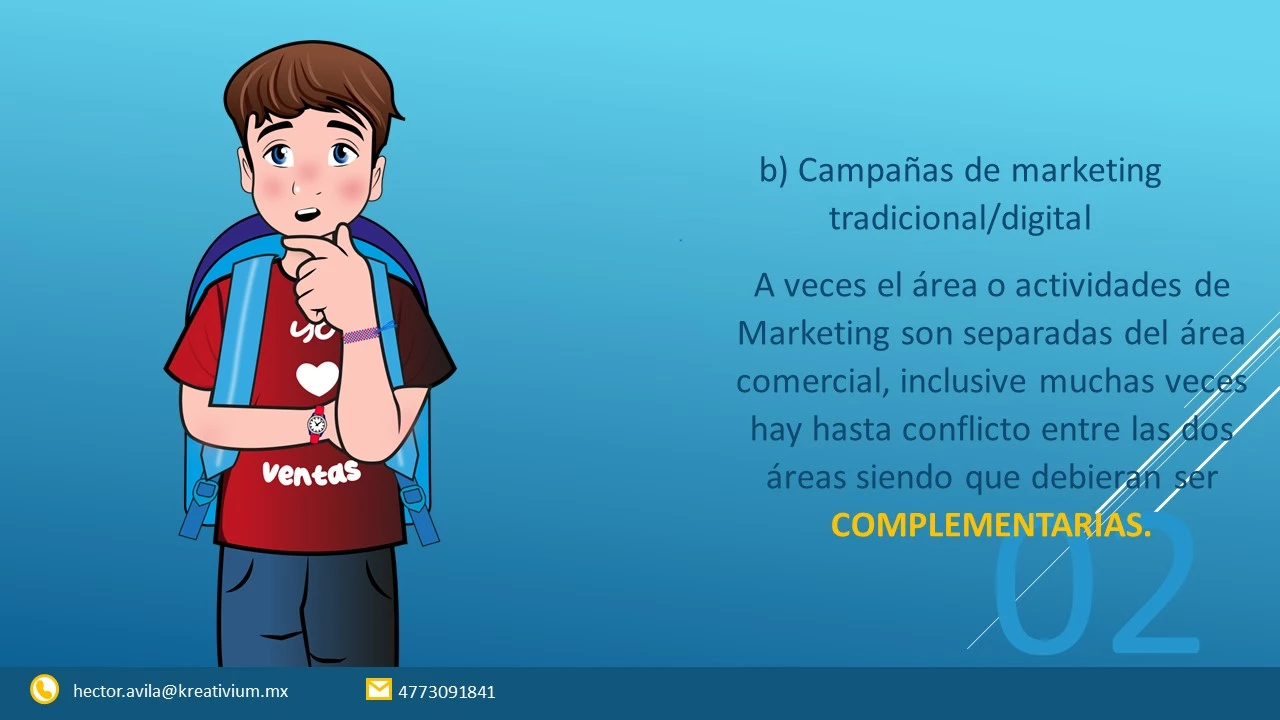 b) Campañas de marketing
tradicional/digital
A veces el área o actividades de
Marketing son separadas del área
comercial, inclusive muchas veces
hay hasta conflicto entre las dos
áreas siendo que debieran ser
COMPLEMENTARIAS.
02
yo
ventas
hector.avila@kreativium.mx
4773091841